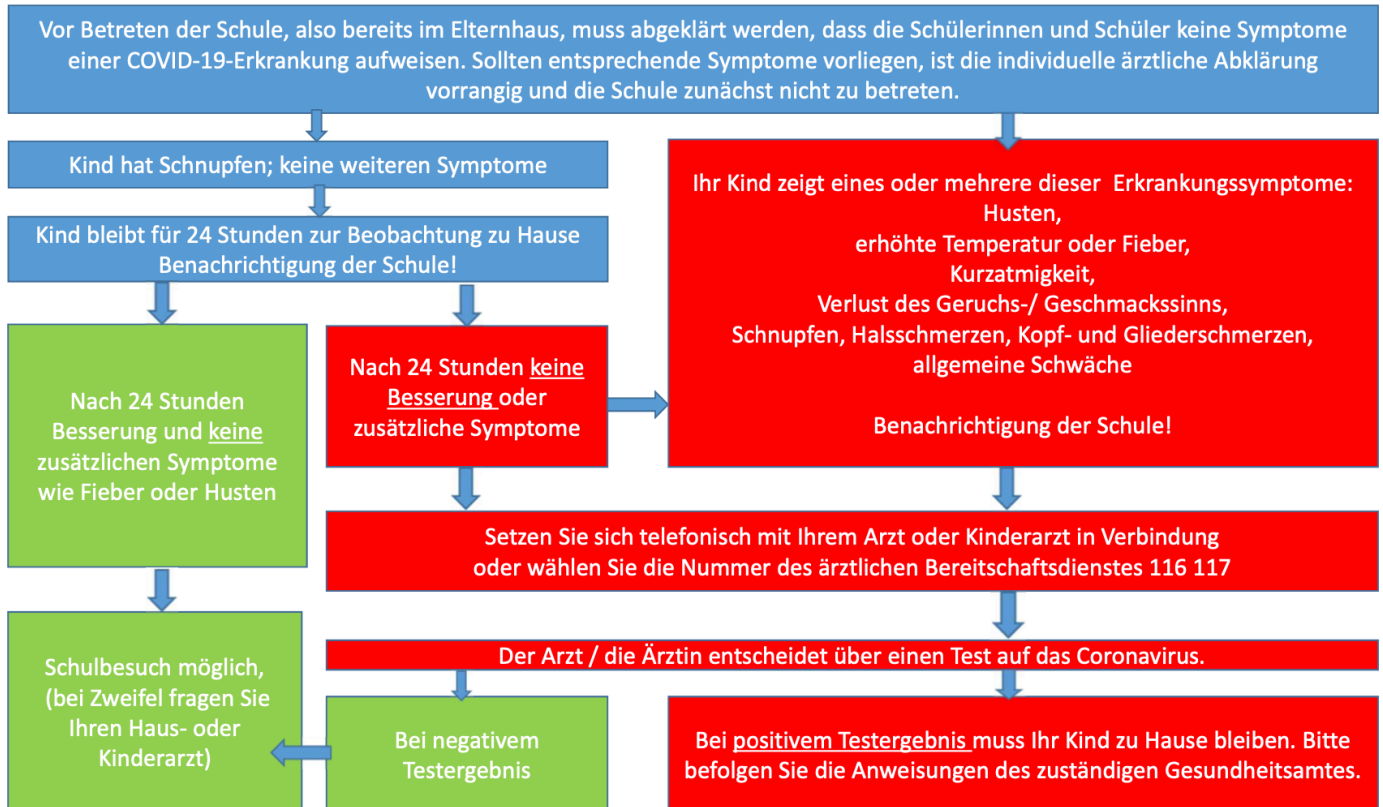 Vor Betreten der Schule, also bereits im Elternhaus, muss abgeklärt werden, dass die Schülerinnen und Schüler keine Symptome
einer COVID-19-Erkrankung aufweisen. Sollten entsprechende Symptome vorliegen, ist die individuelle ärztliche Abklärung
vorrangig und die Schule zunächst nicht zu betreten.
Kind hat Schnupfen; keine weiteren Symptome
Kind bleibt für 24 Stunden zur Beobachtung zu Hause
Benachrichtigung der Schule!
Ihr Kind zeigt eines oder mehrere dieser Erkrankungssymptome:
Husten,
erhöhte Temperatur oder Fieber,
Kurzatmigkeit,
Verlust des Geruchs-/ Geschmackssinns,
Schnupfen, Halsschmerzen, Kopf- und Gliederschmerzen,
allgemeine Schwäche
Benachrichtigung der Schule!
Nach 24 Stunden
Besserung und keine
zusätzlichen Symptome
wie Fieber oder Husten
Nach 24 Stunden keine
Besserung oder
zusätzliche Symptome
Setzen Sie sich telefonisch mit Ihrem Arzt oder Kinderarzt in Verbindung
oder wählen Sie die Nummer des ärztlichen Bereitschaftsdienstes 116 117
Der Arzt / die Ärztin entscheidet über einen Test auf das Coronavirus.
Schulbesuch möglich,
(bei Zweifel fragen Sie
Ihren Haus- oder
Kinderarzt)
Bei negativem
Testergebnis
Bei positivem Testergebnis muss Ihr Kind zu Hause bleiben. Bitte
befolgen Sie die Anweisungen des zuständigen Gesundheitsamtes.